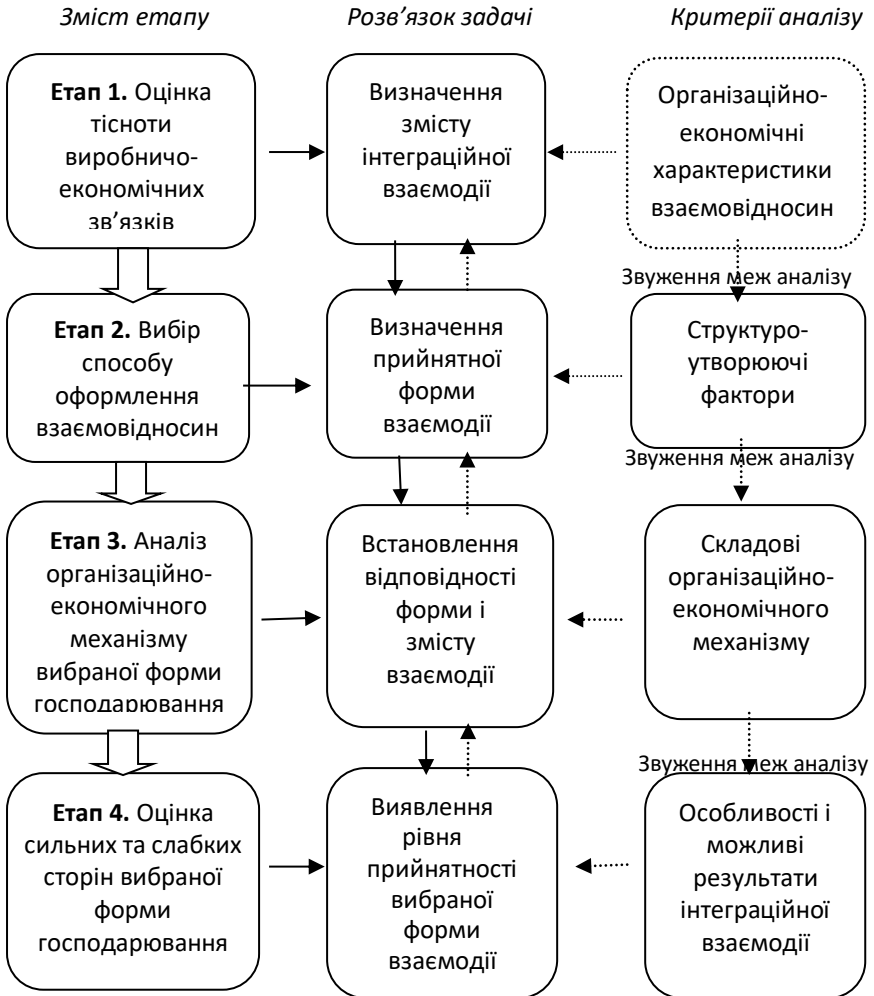 Зміст етапу
Розв’язок задачі
Критерії аналізу
Етап 1. Оцінка
тісноти
виробничо-
економічних
зв’язків
Визначення
змісту
інтеграційної
взаємодії
Організаційно-
економічні
характеристики
взаємовідносин
Звуження меж аналізу
Етап 2. Вибір
способу
оформлення
взаємовідносин
Визначення
прийнятної
форми
взаємодії
Структуро-
утворюючі
фактори
Звуження меж аналізу
Етап 3. Аналіз
організаційно-
економічного
механізму
вибраної форми
господарювання
Встановлення
відповідності
форми і
змісту
взаємодії
Складові
організаційно-
економічного
механізму
Звуження меж аналізу
Етап 4. Оцінка
сильних та слабких
сторін вибраної
форми
господарювання
Виявлення
рівня
прийнятності
вибраної
форми
взаємодії
Особливості і
можливі
результати
інтеграційної
взаємодії